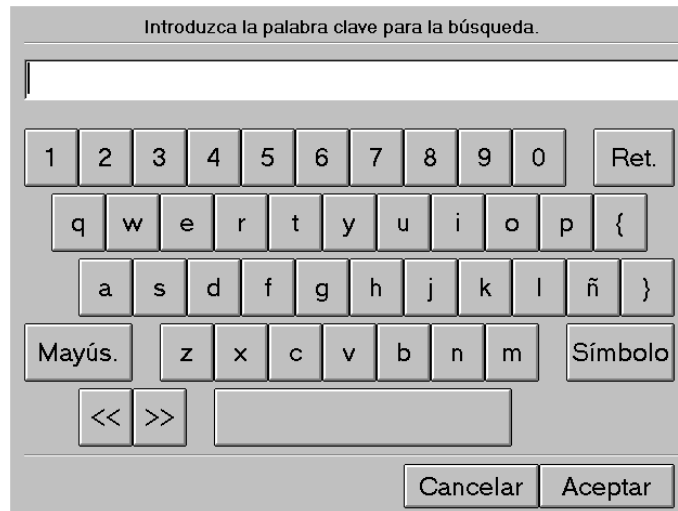 Introduzca la palabra clave para la búsqueda.
1 2 3 4 5 6 7 8 9 0 Ret.
q w e r t y u i o p {
a s d f g h j k l ñ }
Mayús. z x c v b n m Símbolo
<< >>
Cancelar Aceptar